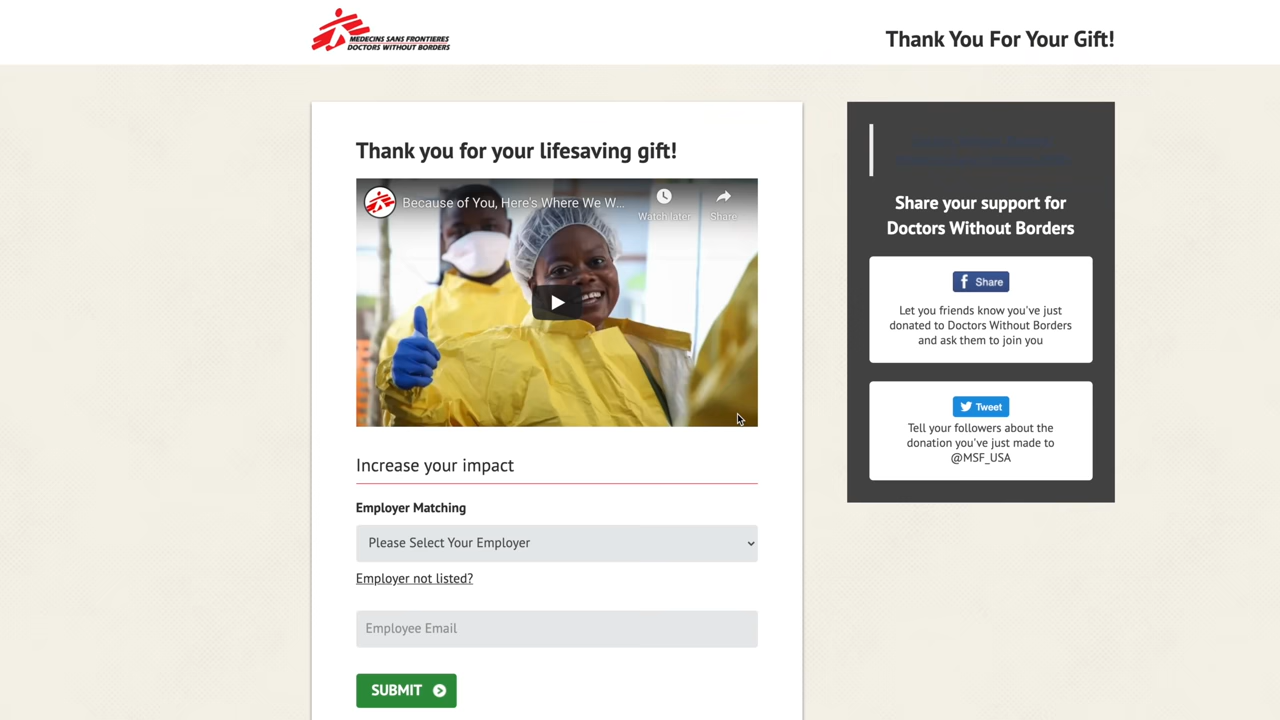 MEDECINS SANS FRONTIERES
DOCTORS WITHOUT BORDERS
Thank You For Your Gift!
Thank you for your lifesaving gift!
Because of You, Here's Where We W...
Watch later
Share
Increase your impact
Employer Matching
Please Select Your Employer
Employer not listed?
Employee Email
SUBMIT
Share your support for
Doctors Without Borders
f Share
Let you friends know you've just
donated to Doctors Without Borders
and ask them to join you
Tweet
Tell your followers about the
donation you've just made to
@MSF_USA